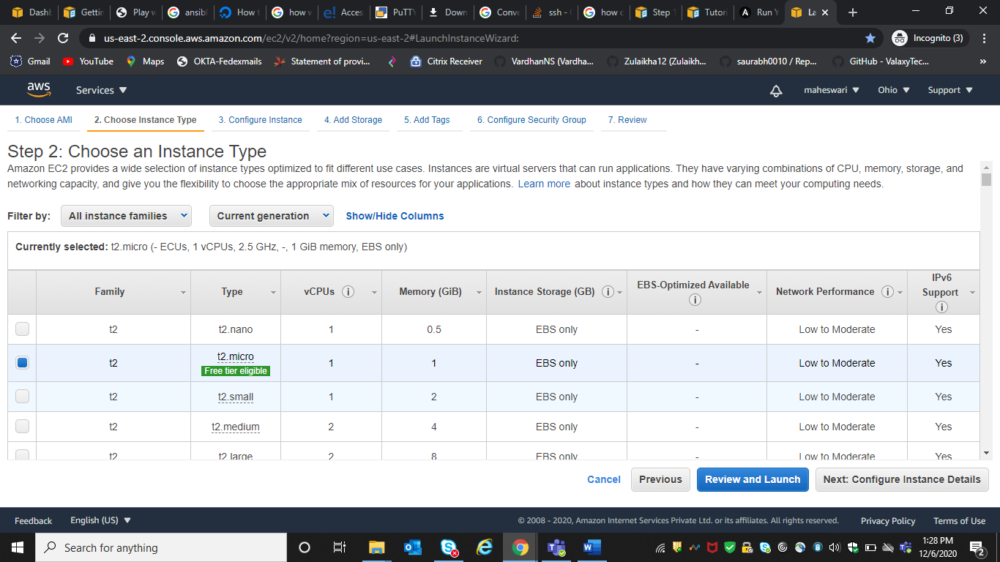 Dashb
Gettin
Play w
ansibl
How t
how w
Acces
PuTTY
Down
Conve
ssh - 
how c
Step 1
Tutori
Run Y
La
us-east-2.console.aws.amazon.com/ec2/v2/home?region=us-east-2#LaunchInstanceWizard:
Incognito (3)
Gmail YouTube Maps OKTA-Fedexmails Statement of provi... Citrix Receiver VardhanNS (Vardha... Zulaikha12 (Zulaikh... saurabh0010 / Rep... GitHub - ValaxyTec... »
aws Services maheswari Ohio Support
1. Choose AMI 2. Choose Instance Type 3. Configure Instance 4. Add Storage 5. Add Tags 6. Configure Security Group 7. Review
Step 2: Choose an Instance Type
Amazon EC2 provides a wide selection of instance types optimized to fit different use cases. Instances are virtual servers that can run applications. They have varying combinations of CPU, memory, storage, and
networking capacity, and give you the flexibility to choose the appropriate mix of resources for your applications. Learn more about instance types and how they can meet your computing needs.
Filter by: All instance families Current generation Show/Hide Columns
Currently selected: t2.micro (- ECUs, 1 vCPUs, 2.5 GHz, -, 1 GiB memory, EBS only)
Family Type vCPUs Memory (GiB) Instance Storage (GB) EBS-Optimized Available Network Performance IPv6 Support
t2 t2.nano 1 0.5 EBS only - Low to Moderate Yes
t2 t2.micro Free tier eligible 1 1 EBS only - Low to Moderate Yes
t2 t2.small 1 2 EBS only - Low to Moderate Yes
t2 t2.medium 2 4 EBS only - Low to Moderate Yes
t2 t2.large 2 8 EBS only - Low to Moderate Yes
Cancel Previous Review and Launch Next: Configure Instance Details
Feedback English (US) © 2008 - 2020, Amazon Internet Services Private Ltd. or its affiliates. All rights reserved. Privacy Policy Terms of Use
Search for anything
1:28 PM
12/6/2020
2